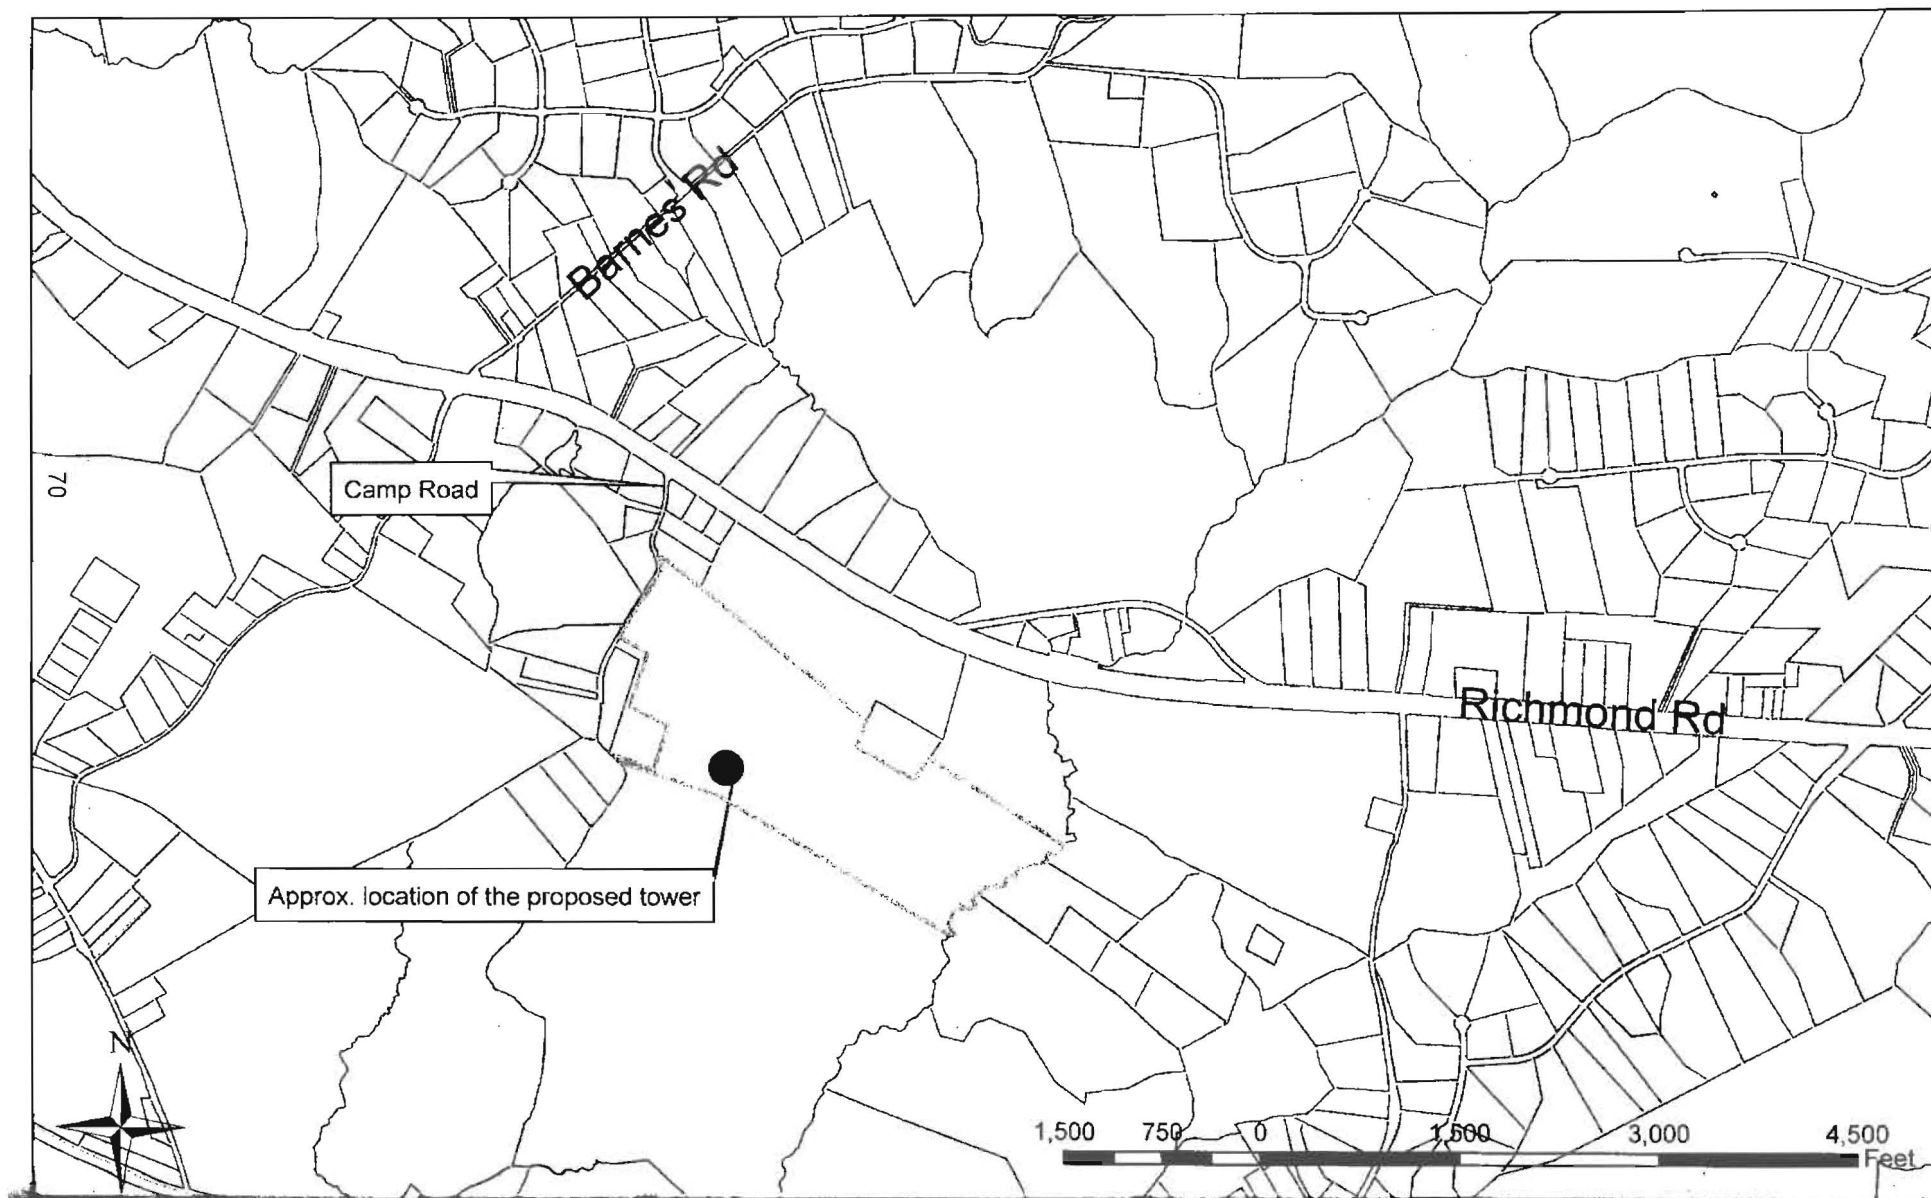 Barnes Rd
Camp Road
70
Richmond Rd
Approx. location of the proposed tower
N
1,500 750 0 1,500 3,000 4,500
Feet